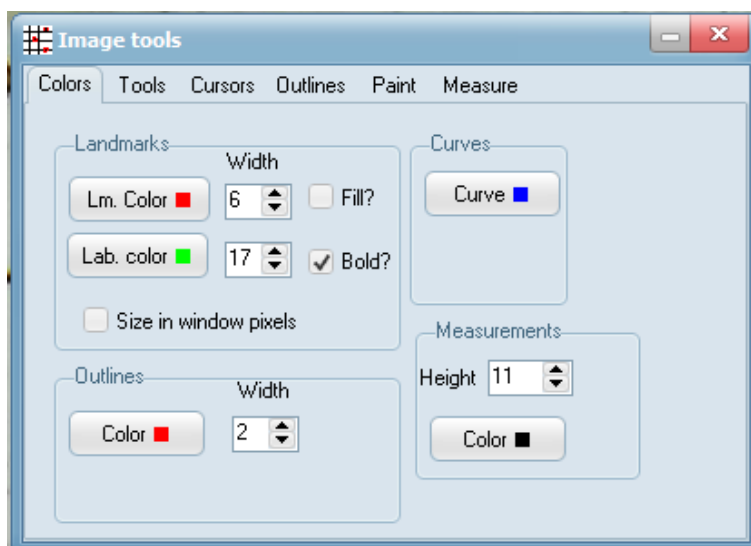 Image tools
Colors Tools Cursors Outlines Paint Measure
Landmarks
Width
Lm. Color 6 Fill?
Lab. color 17 Bold?
Size in window pixels
Curves
Curve
Outlines
Width
Color 2
Measurements
Height 11
Color